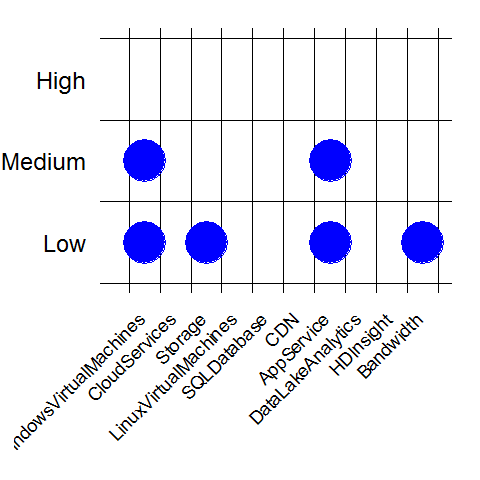 High
Medium
Low
ndowsVirtualMachines
CloudServices
Storage
LinuxVirtualMachines
SQLDatabase
CDN
AppService
DataLakeAnalytics
HDInsight
Bandwidth